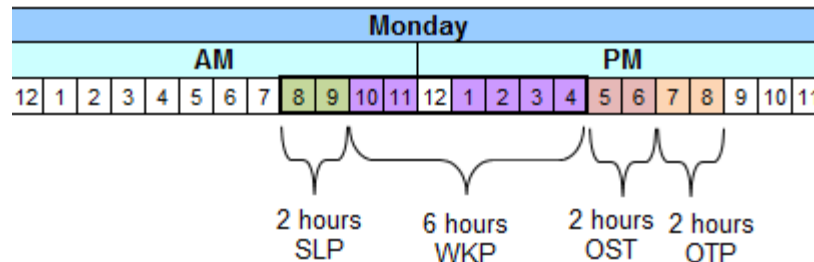 Monday
AM PM
12 1 2 3 4 5 6 7 8 9 10 11 12 1 2 3 4 5 6 7 8 9 10 11
2 hours 6 hours 2 hours 2 hours
SLP WKP OST OTP